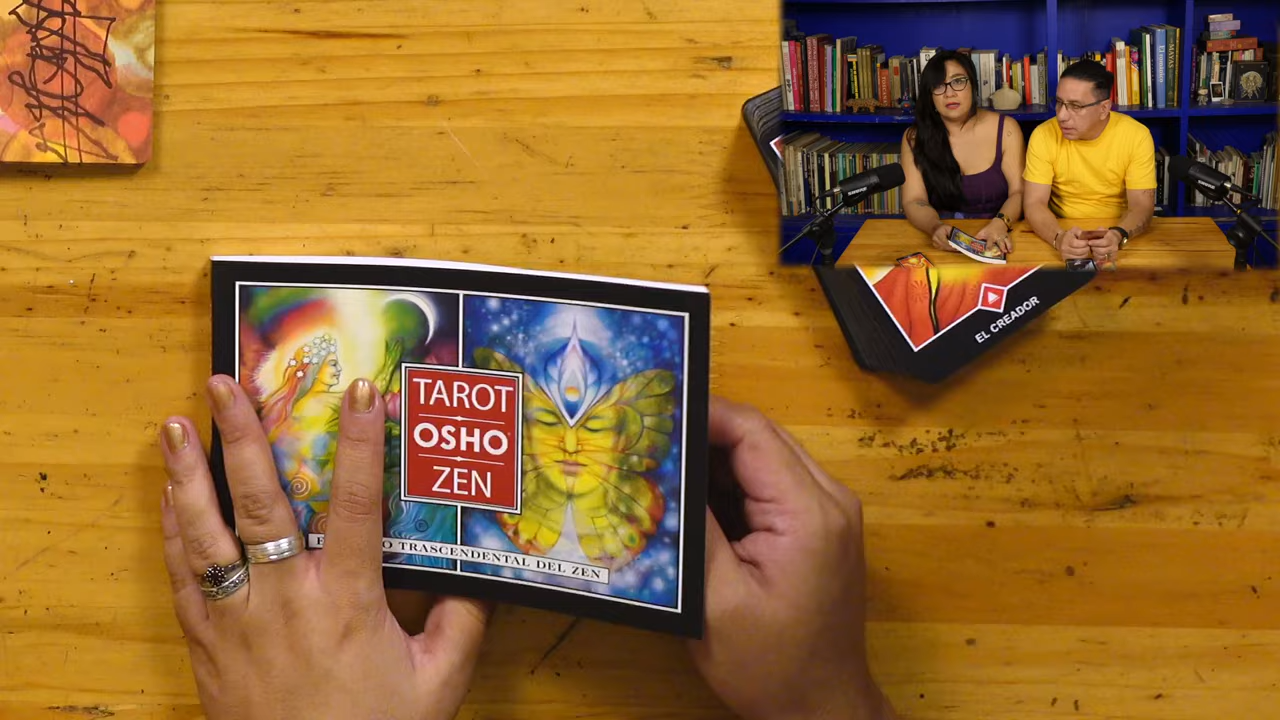 TAROT
OSHO
ZEN
O TRASCENDENTAL DEL ZEN
EL CREADOR